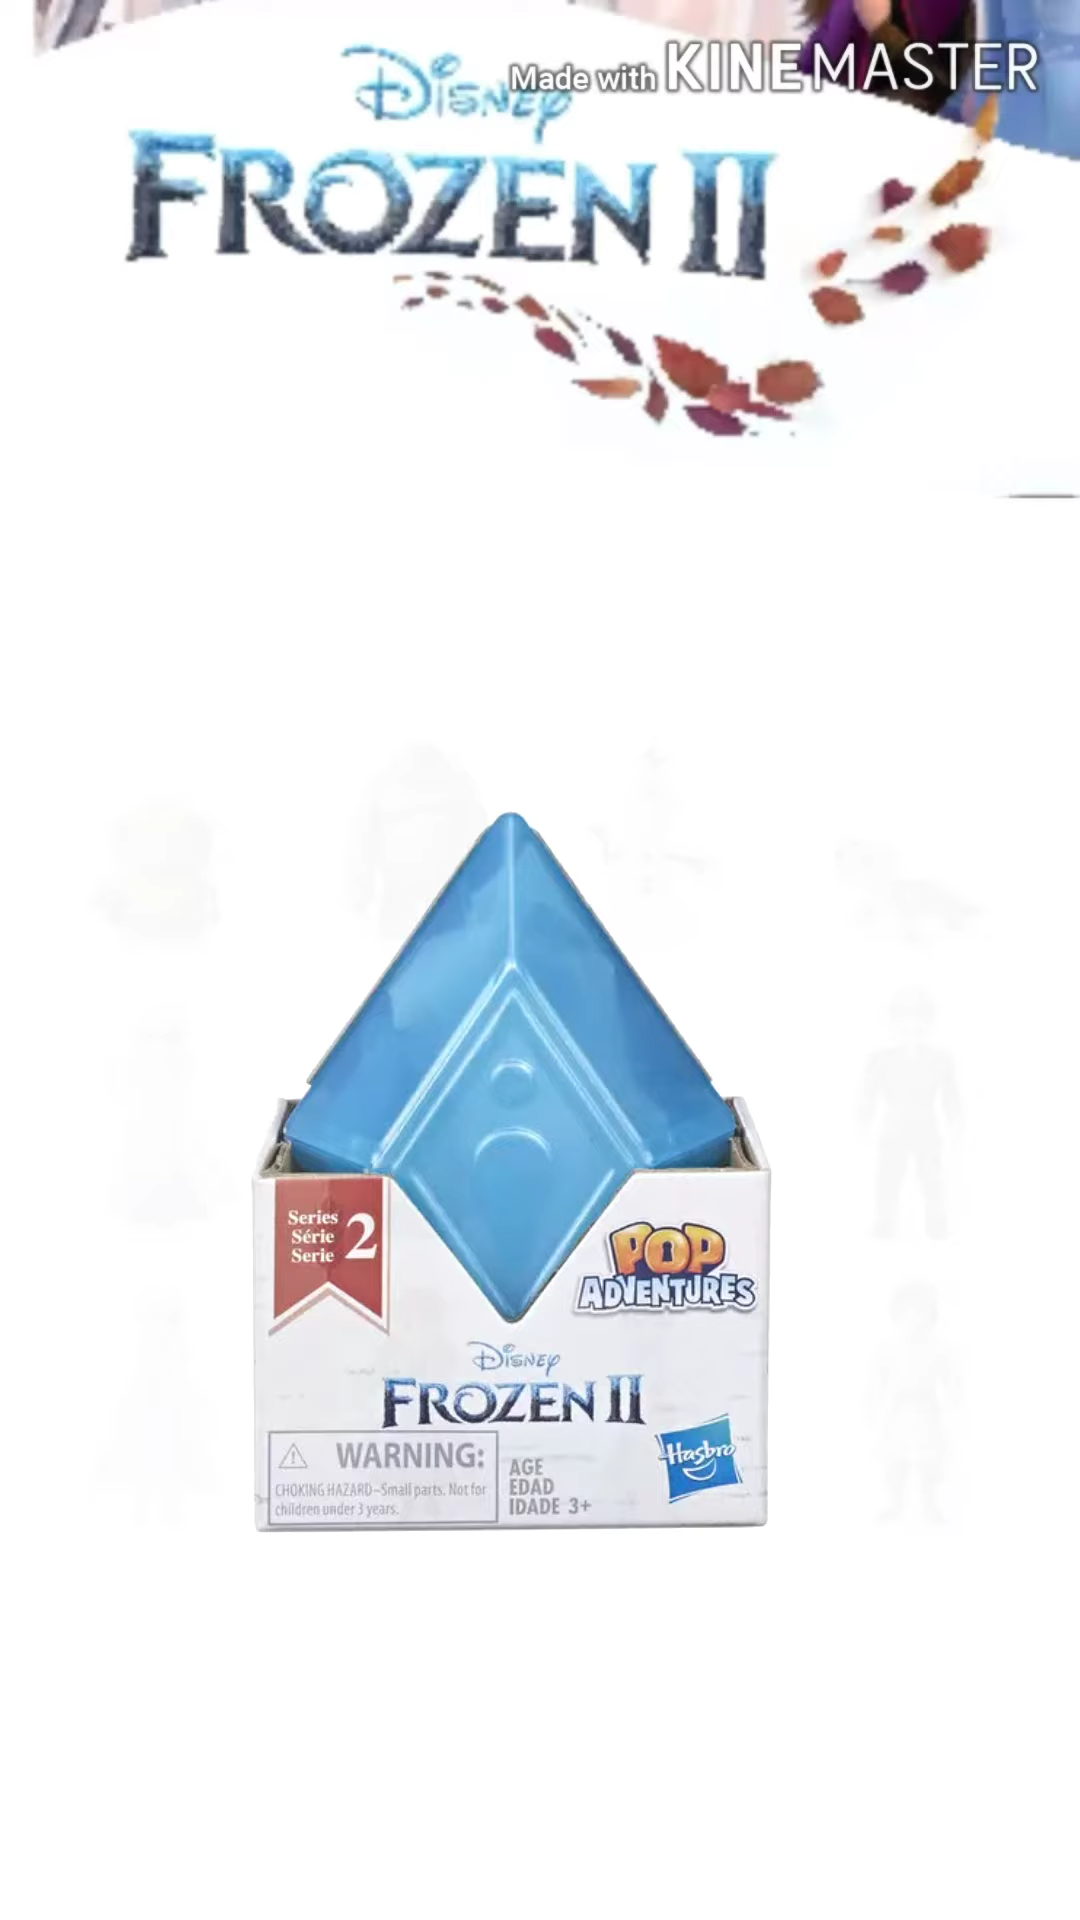 Disney
Made with KINEMASTER
FROZEN II
Series
Série
Serie
2
POP
ADVENTURES
Disney
FROZEN II
WARNING:
CHOKING HAZARD–Small parts. Not for
children under 3 years.
AGE
EDAD
IDADE 3+
Hasbro